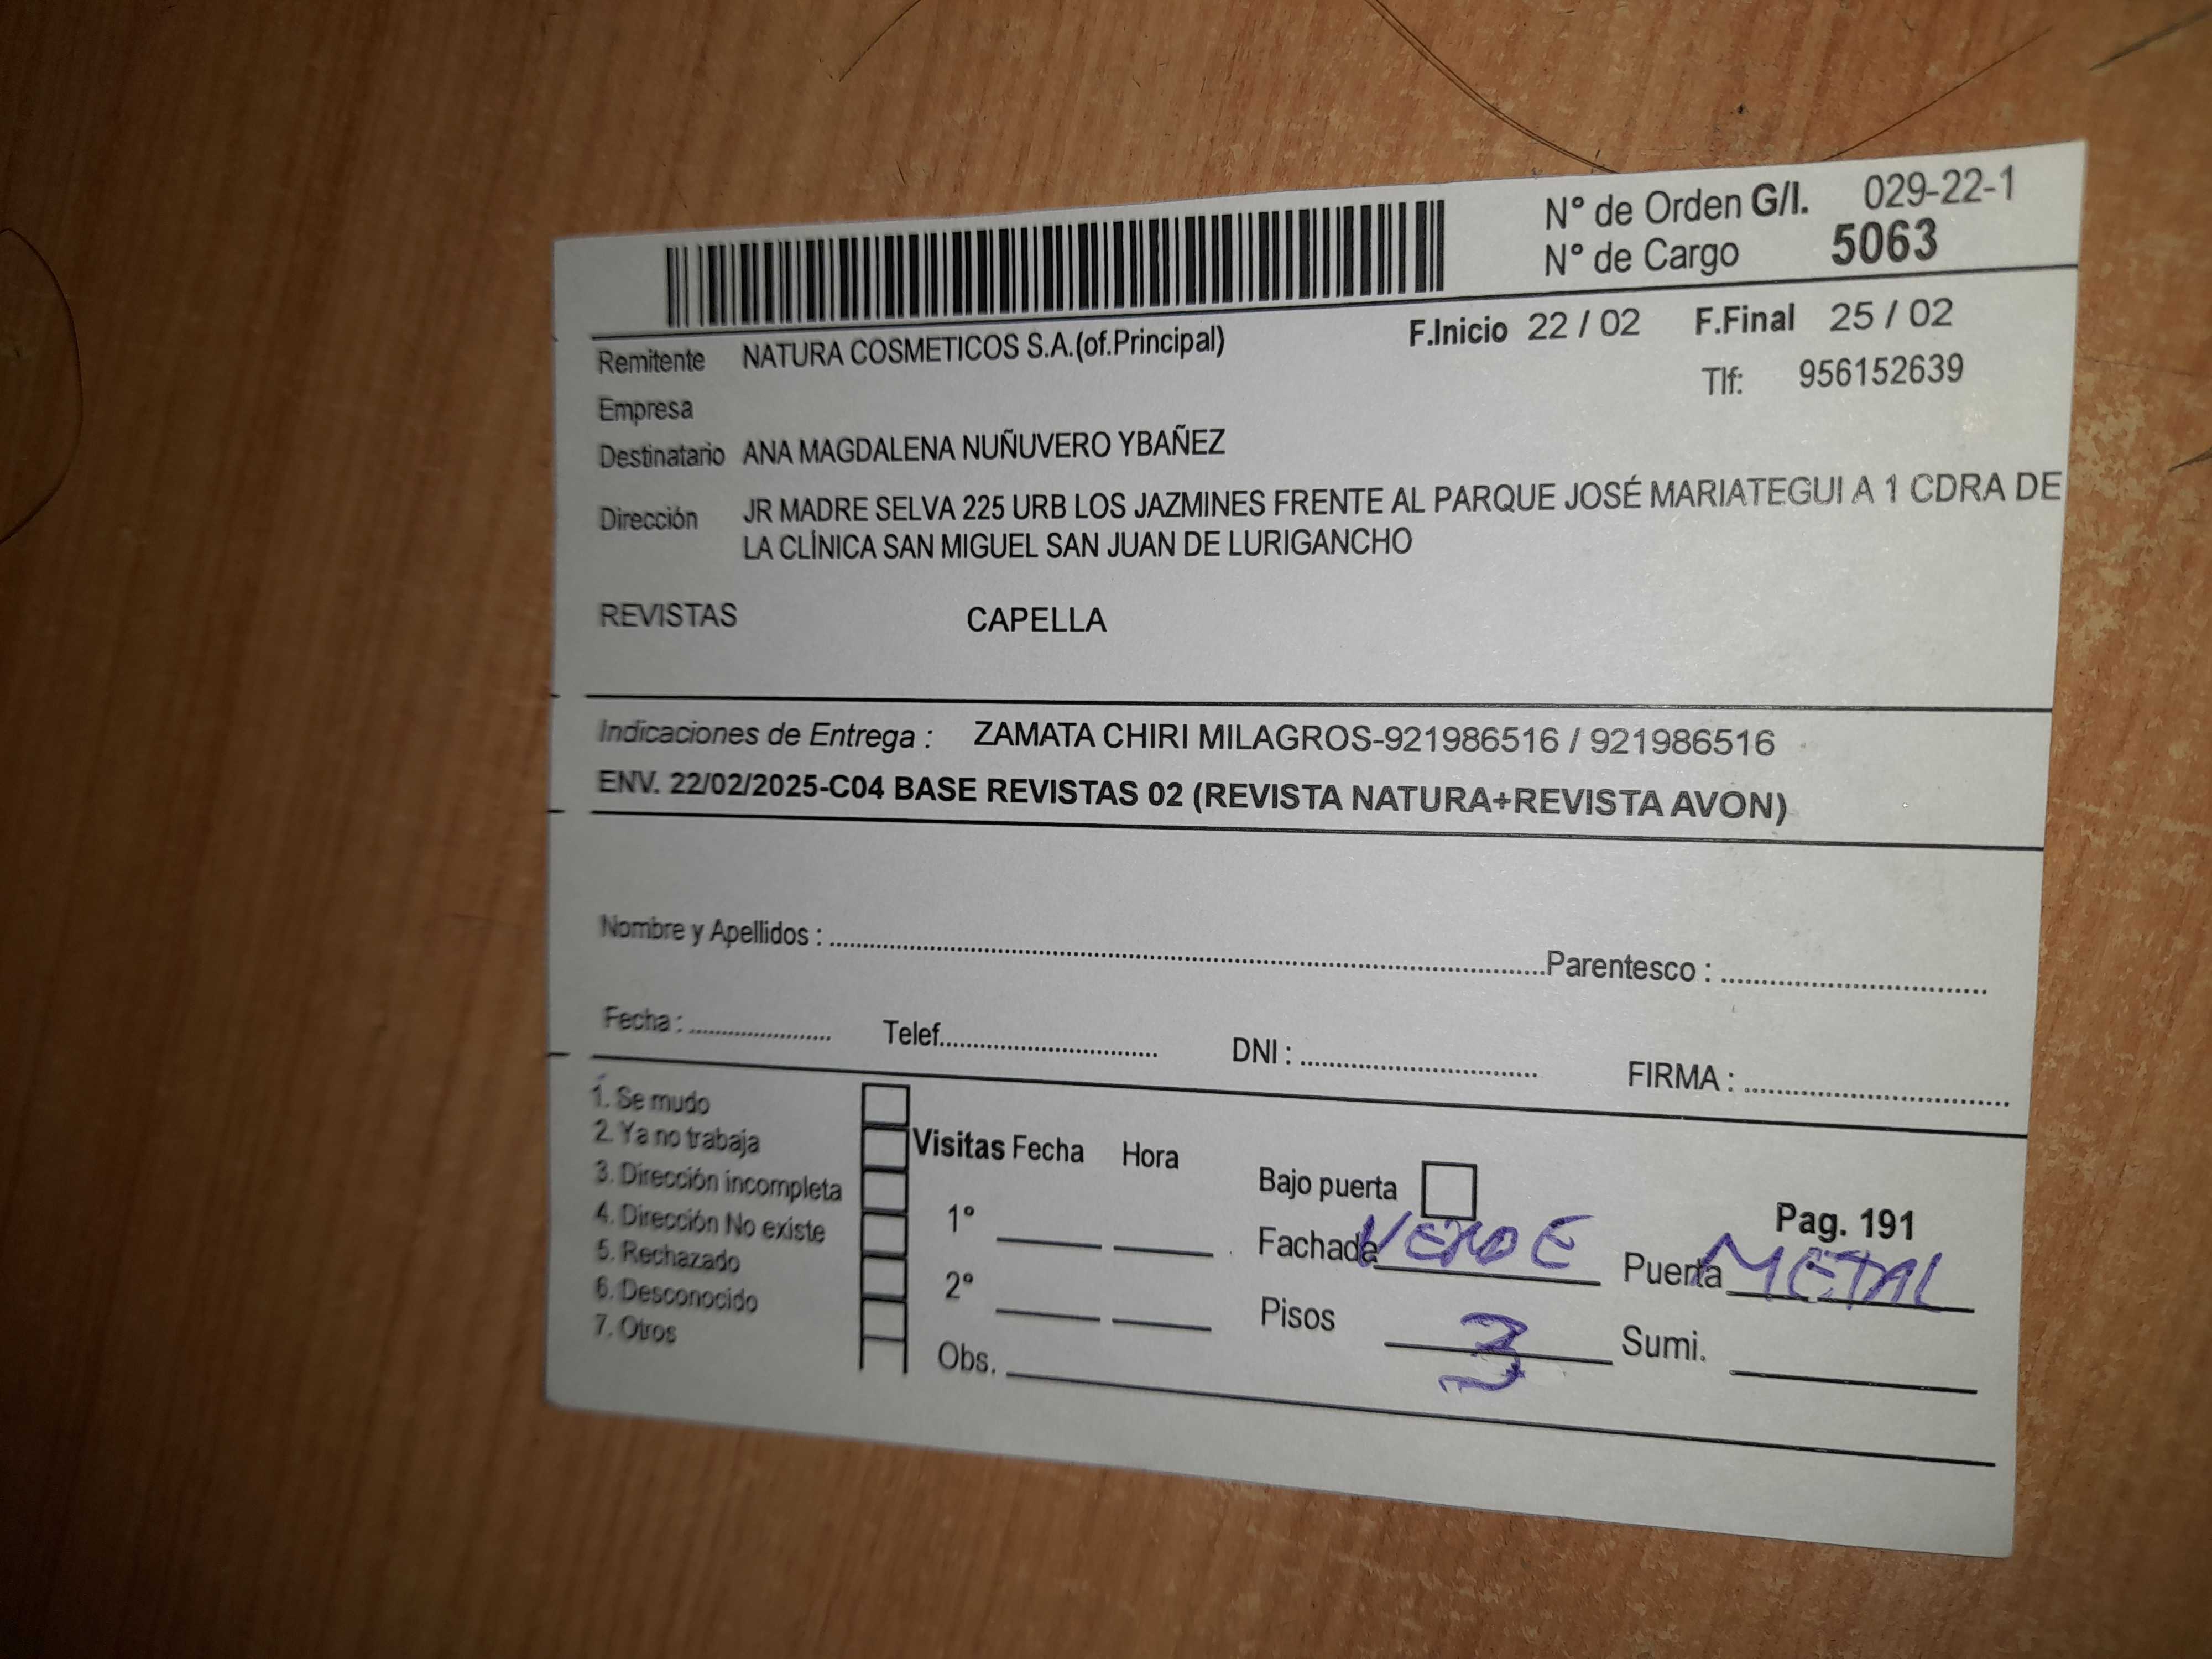 N° de Orden G/I. 029-22-1
N° de Cargo 5063
Remitente NATURA COSMETICOS S.A.(of.Principal) F.Inicio 22 / 02 F.Final 25 / 02
Empresa Tlf: 956152639
Destinatario ANA MAGDALENA NUÑUVERO YBAÑEZ
Dirección JR MADRE SELVA 225 URB LOS JAZMINES FRENTE AL PARQUE JOSÉ MARIATEGUI A 1 CDRA DE
LA CLÍNICA SAN MIGUEL SAN JUAN DE LURIGANCHO
REVISTAS CAPELLA
Indicaciones de Entrega : ZAMATA CHIRI MILAGROS-921986516 / 921986516
ENV. 22/02/2025-C04 BASE REVISTAS 02 (REVISTA NATURA+REVISTA AVON)
Nombre y Apellidos : Parentesco :
Fecha : Telef. DNI : FIRMA :
1. Se mudo
2. Ya no trabaja
3. Dirección incompleta
4. Dirección No existe
5. Rechazado
6. Desconocido
7. Otros
Visitas Fecha Hora
1°
2°
Obs.
Bajo puerta
Pag. 191
Fachada VERDE Puerta METAL
Pisos 3 Sumi.